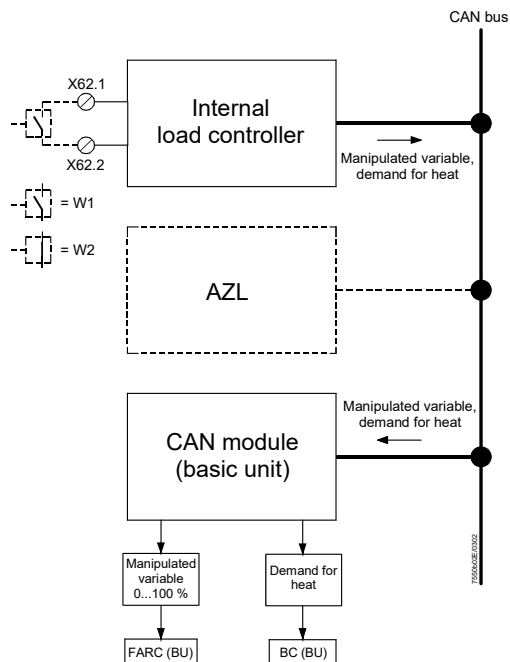 CAN bus
X62.1
Internal
load controller
X62.2
Manipulated variable,
demand for heat
= W1
= W2
AZL
Manipulated variable,
demand for heat
CAN module
(basic unit)
Manipulated
variable
0...100 %
Demand for
heat
7550b02E/0302
FARC (BU)
BC (BU)